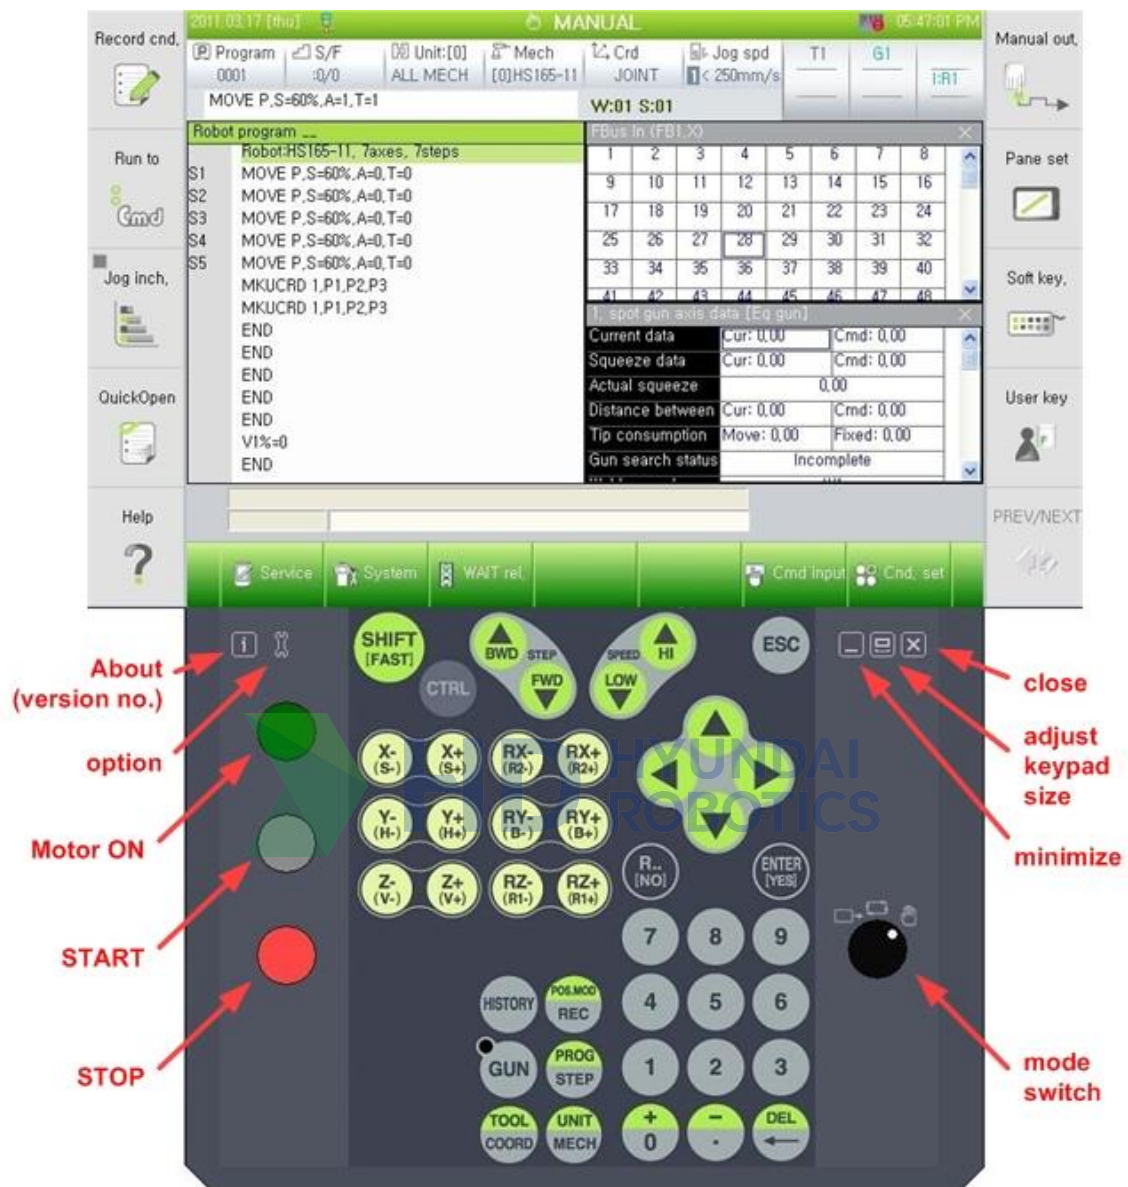 Record cnd,
2011.03.17 [thu]
MANUAL
05:47:01 PM
Manual out,
Program
S/F
Unit:[0]
Mech
Crd
Jog spd
T1
G1
0001
:0/0
ALL MECH
[0]HS165-11
JOINT
1 < 250mm/s
I:R1
MOVE P,S=60%,A=1,T=1
W:01 S:01
Robot program __
FBus In (FB1.X)
Robot:HS165-11, 7axes, 7steps
S1 MOVE P,S=60%,A=0,T=0
S2 MOVE P,S=60%,A=0,T=0
S3 MOVE P,S=60%,A=0,T=0
S4 MOVE P,S=60%,A=0,T=0
S5 MOVE P,S=60%,A=0,T=0
MKUCRD 1,P1,P2,P3
MKUCRD 1,P1,P2,P3
END
END
END
END
END
V1%=0
END
1 2 3 4 5 6 7 8
9 10 11 12 13 14 15 16
17 18 19 20 21 22 23 24
25 26 27 28 29 30 31 32
33 34 35 36 37 38 39 40
41 42 43 44 45 46 47 48
1, spot gun axis data [Eq gun]
Current data Cur: 0,00 Cmd: 0,00
Squeeze data Cur: 0,00 Cmd: 0,00
Actual squeeze 0,00
Distance between Cur: 0,00 Cmd: 0,00
Tip consumption Move: 0,00 Fixed: 0,00
Gun search status Incomplete
Run to
Cmd
Jog inch,
QuickOpen
Help
?
Pane set
Soft key,
User key
F
PREV/NEXT
Service
System
WAIT rel,
Cmd input
Cnd, set
About
(version no.)
option
Motor ON
START
STOP
close
adjust
keypad
size
minimize
mode
switch
i
SHIFT
[FAST]
CTRL
BWD
STEP
FWD
SPEED
HI
LOW
ESC
X-
(S-)
X+
(S+)
RX-
(R2-)
RX+
(R2+)
Y-
(H-)
Y+
(H+)
RY-
(B-)
RY+
(B+)
Z-
(V-)
Z+
(V+)
RZ-
(R1-)
RZ+
(R1+)
HYUNDAI
ROBOTICS
R..
[NO]
ENTER
[YES]
7 8 9
HISTORY
POS.MOD
REC
4 5 6
GUN
PROG
STEP
1 2 3
TOOL
COORD
UNIT
MECH
+
0
-
.
DEL